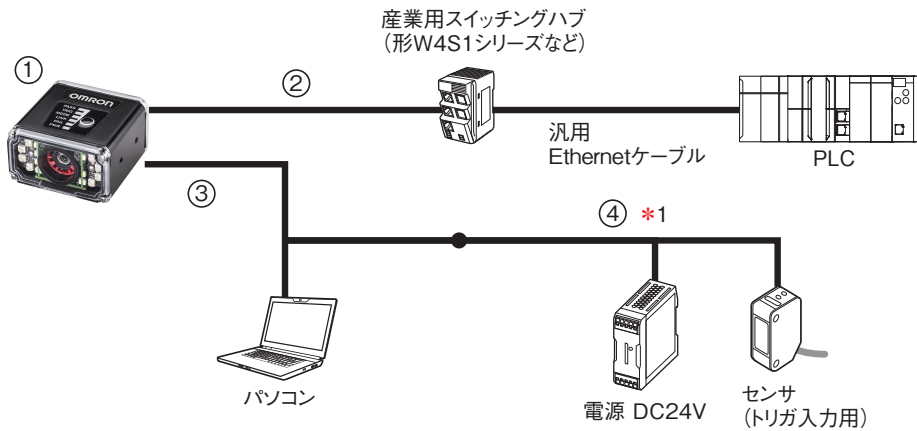 産業用スイッチングハブ
（形W4S1シリーズなど）
①
②
OMRON
汎用
Ethernetケーブル
PLC
③
④ *1
パソコン
電源 DC24V
センサ
（トリガ入力用）